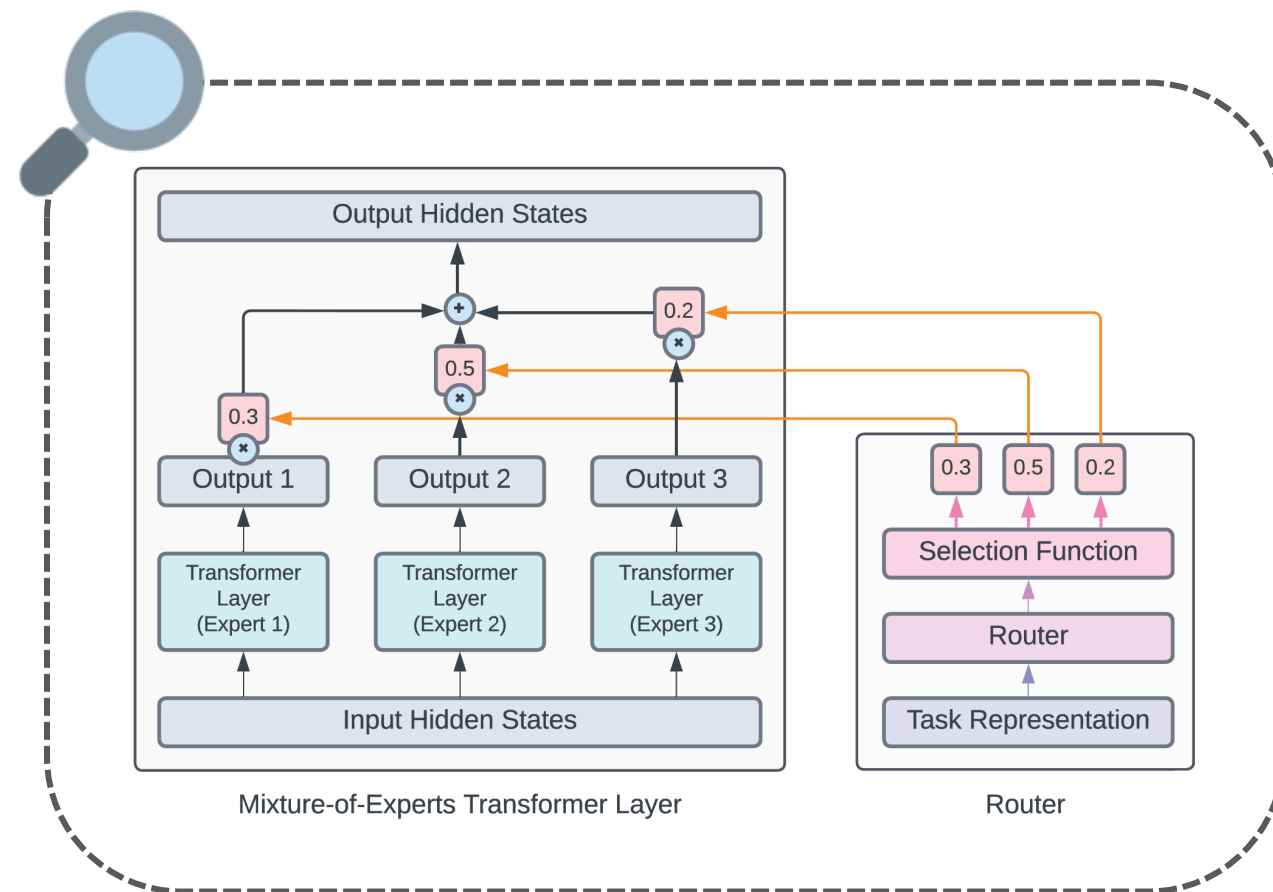 Output Hidden States
0.2
0.5
0.3
Output 1
Output 2
Output 3
Transformer
Layer
(Expert 1)
Transformer
Layer
(Expert 2)
Transformer
Layer
(Expert 3)
Input Hidden States
Mixture-of-Experts Transformer Layer
0.3
0.5
0.2
Selection Function
Router
Task Representation
Router